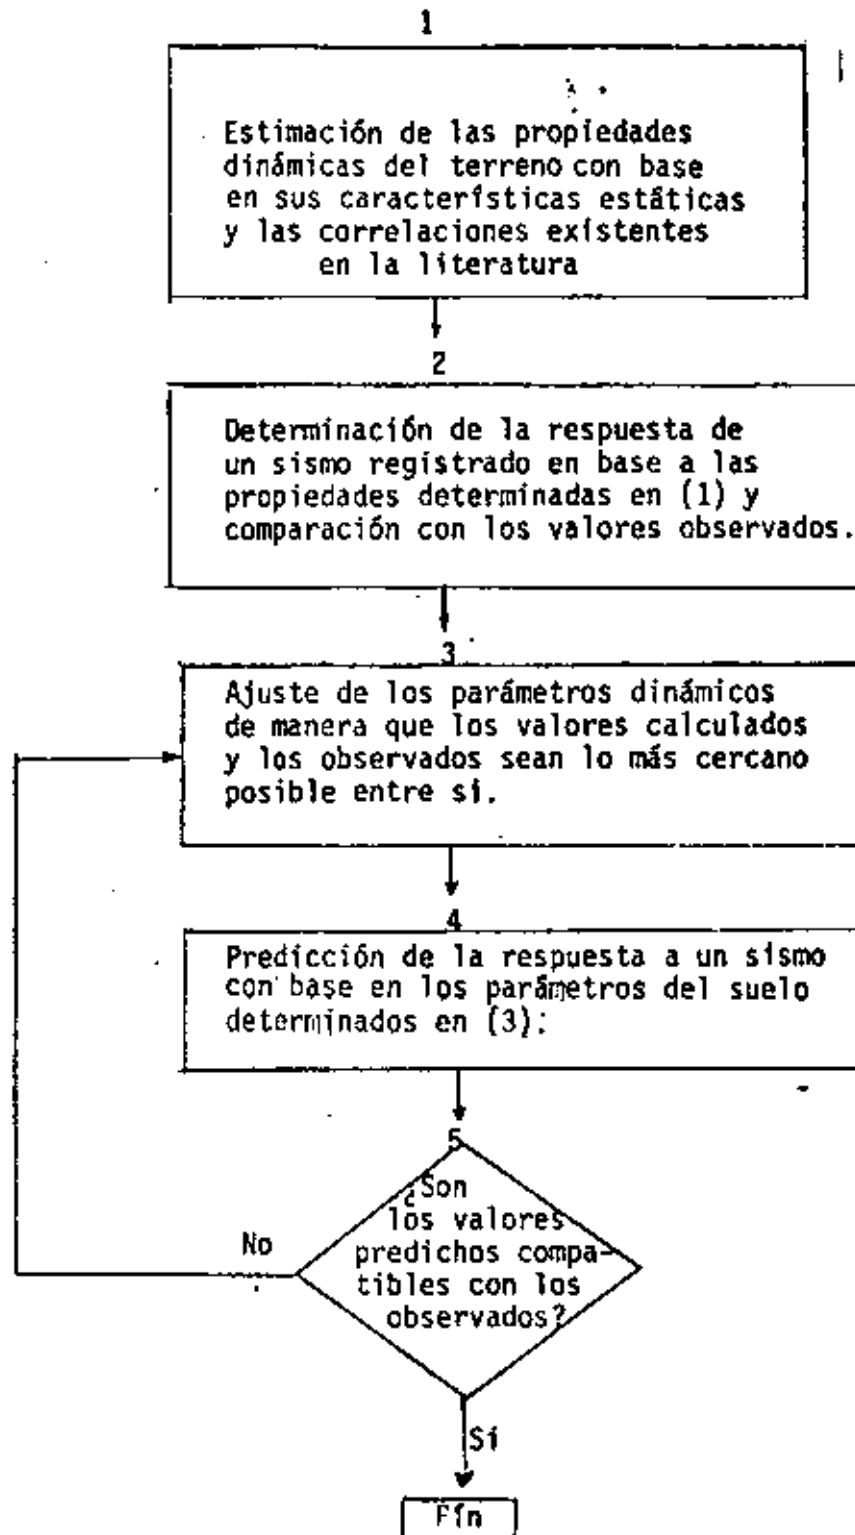 1
Estimación de las propiedades
dinámicas del terreno con base
en sus características estáticas
y las correlaciones existentes
en la literatura
2
Determinación de la respuesta de
un sismo registrado en base a las
propiedades determinadas en (1) y
comparación con los valores observados.
3
Ajuste de los parámetros dinámicos
de manera que los valores calculados
y los observados sean lo más cercano
posible entre si.
4
Predicción de la respuesta a un sismo
con base en los parámetros del suelo
determinados en (3):
5
¿Son
los valores
predichos compa-
tibles con los
observados?
No
Sí
Fín